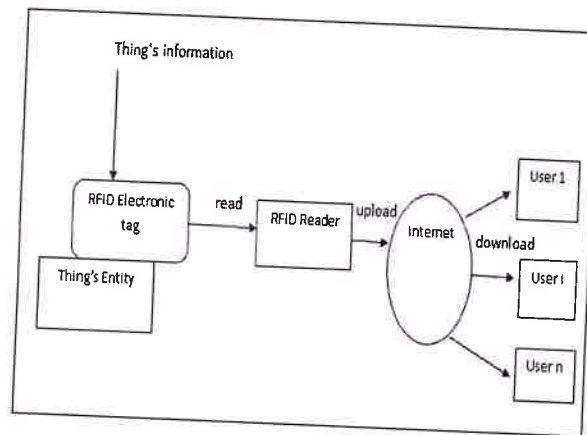 Thing's information
RFID Electronic
tag
Thing's Entity
read
RFID Reader
upload
Internet
download
User 1
User i
User n